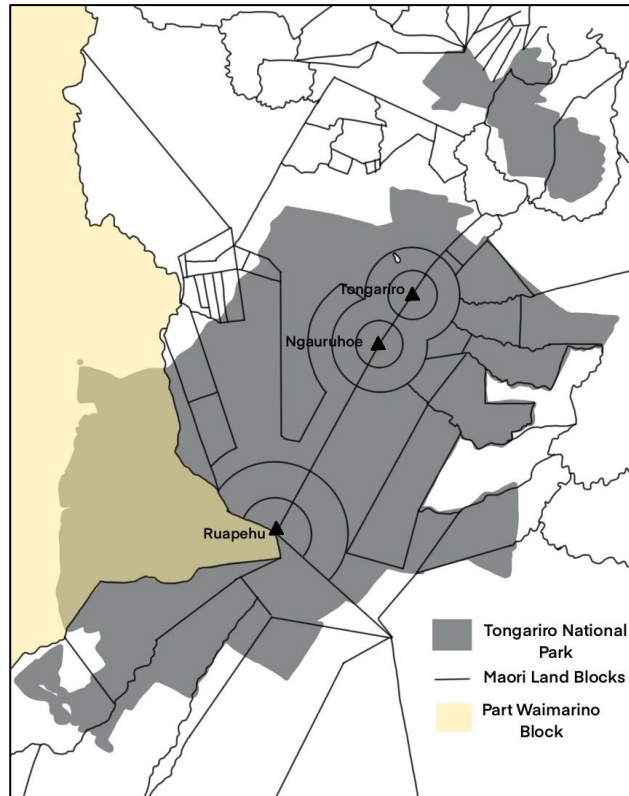 Tongariro
Ngauruhoe
Ruapehu
Tongariro National
Park
Maori Land Blocks
Part Waimarino
Block